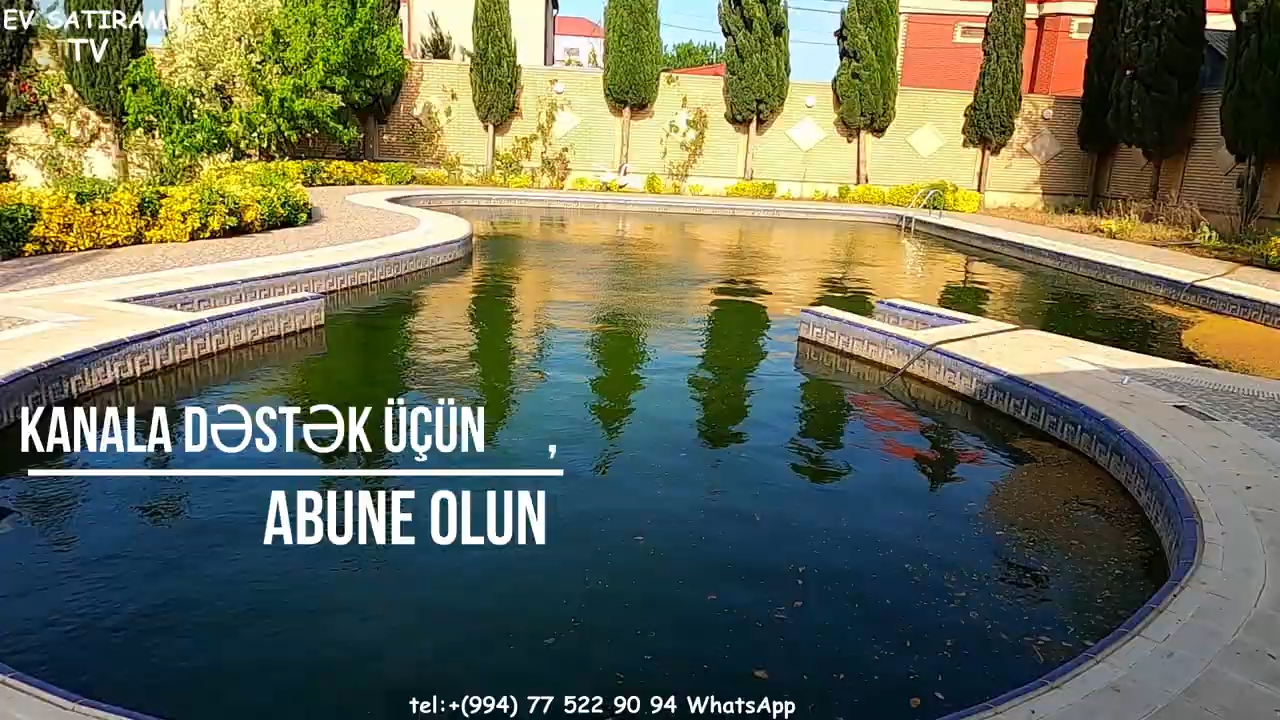 EV SATIRAM
TV
KANALA DƏSTƏK ÜÇÜN ,
ABUNE OLUN
tel:+(994) 77 522 90 94 WhatsApp